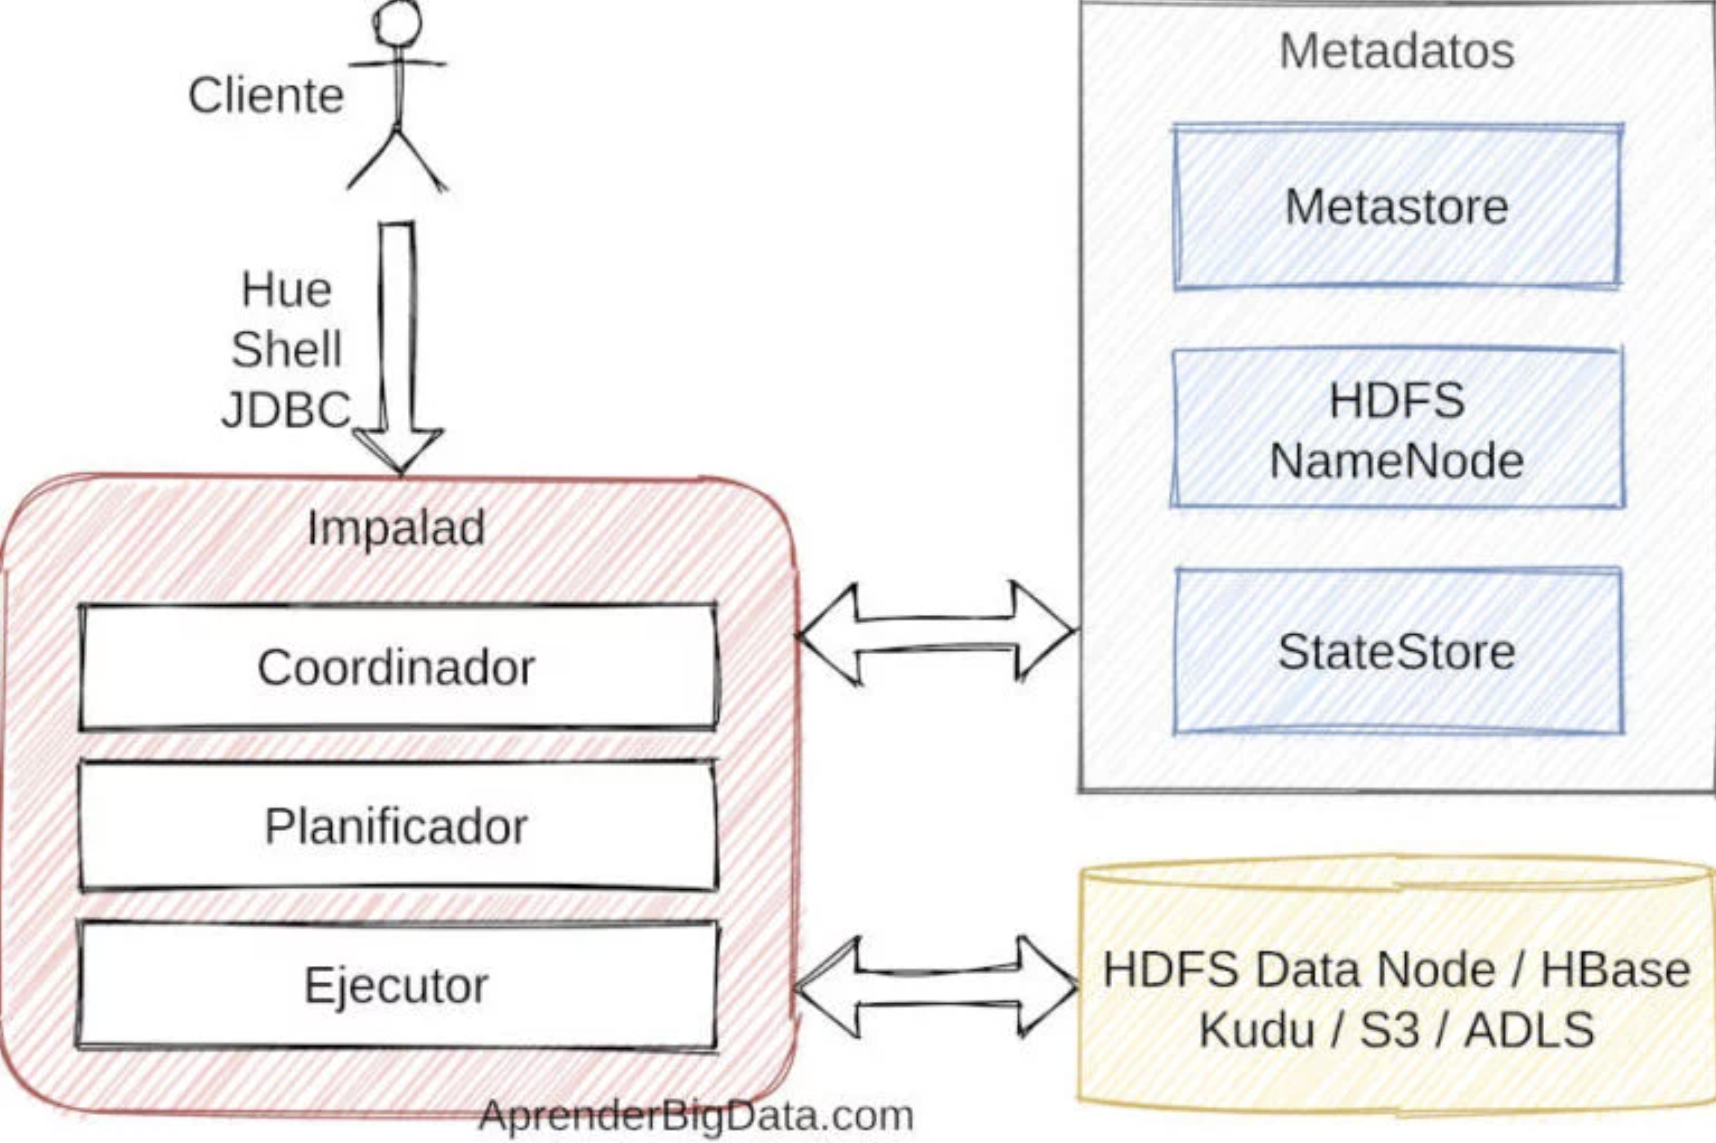 Cliente
Hue
Shell
JDBC
Impalad
Coordinador
Planificador
Ejecutor
Metadatos
Metastore
HDFS
NameNode
StateStore
HDFS Data Node / HBase
Kudu / S3 / ADLS
AprenderBigData.com